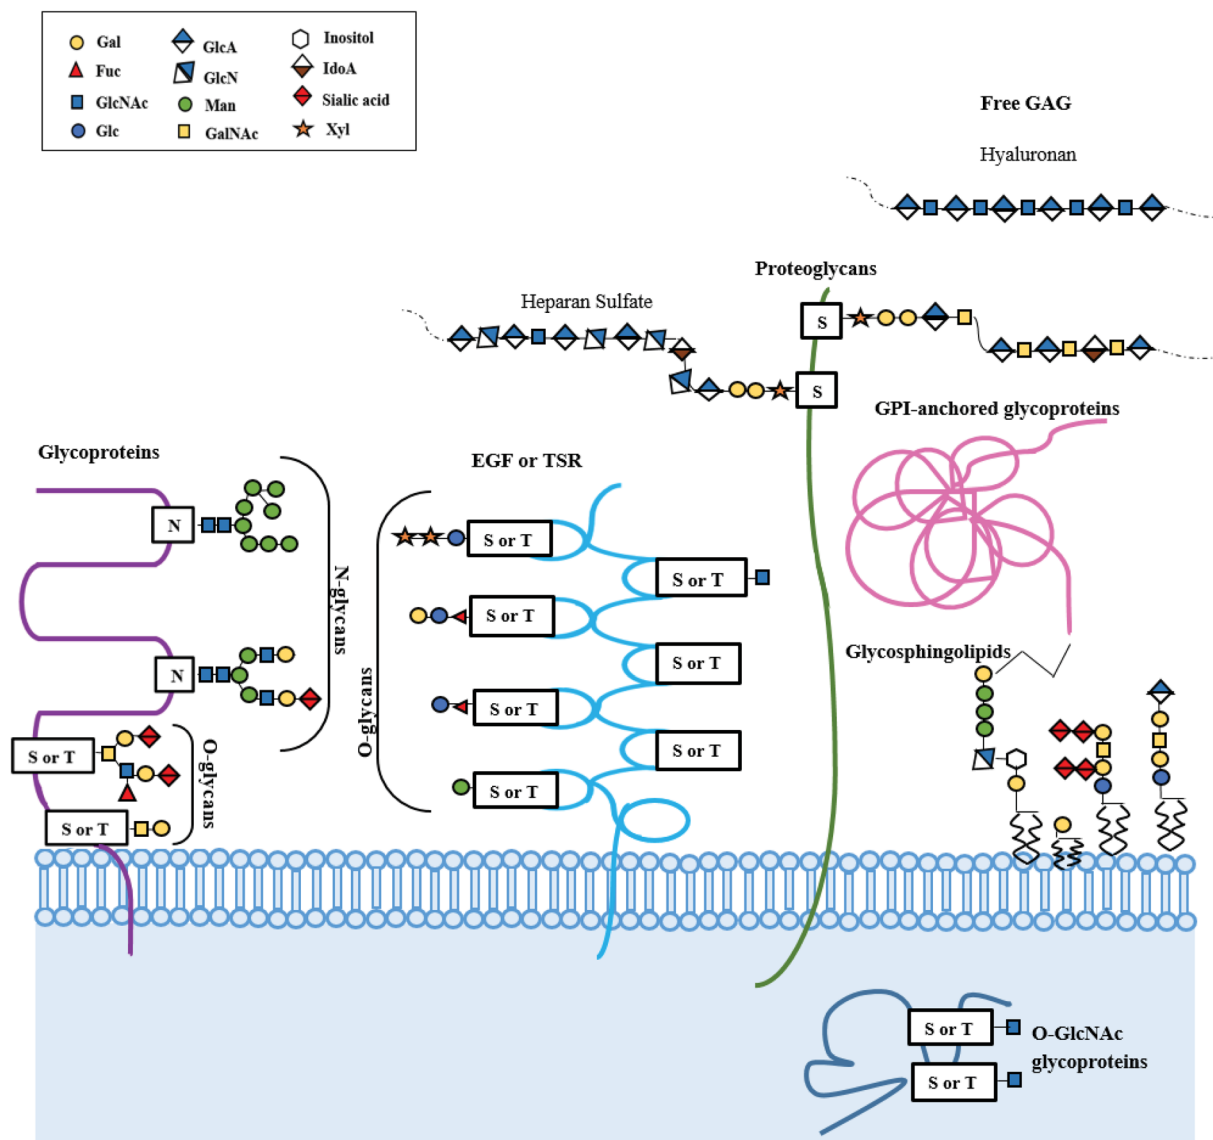 Gal
Fuc
GlcNAc
Glc
GlcA
GlcN
Man
GalNAc
Inositol
IdoA
Sialic acid
Xyl
Free GAG
Hyaluronan
Proteoglycans
Heparan Sulfate
S
S
GPI-anchored glycoproteins
Glycoproteins
N
N
N-glycans
S or T
S or T
O-glycans
EGF or TSR
O-glycans
S or T
S or T
S or T
S or T
S or T
S or T
S or T
Glycosphingolipids
S or T
S or T
O-GlcNAc
glycoproteins